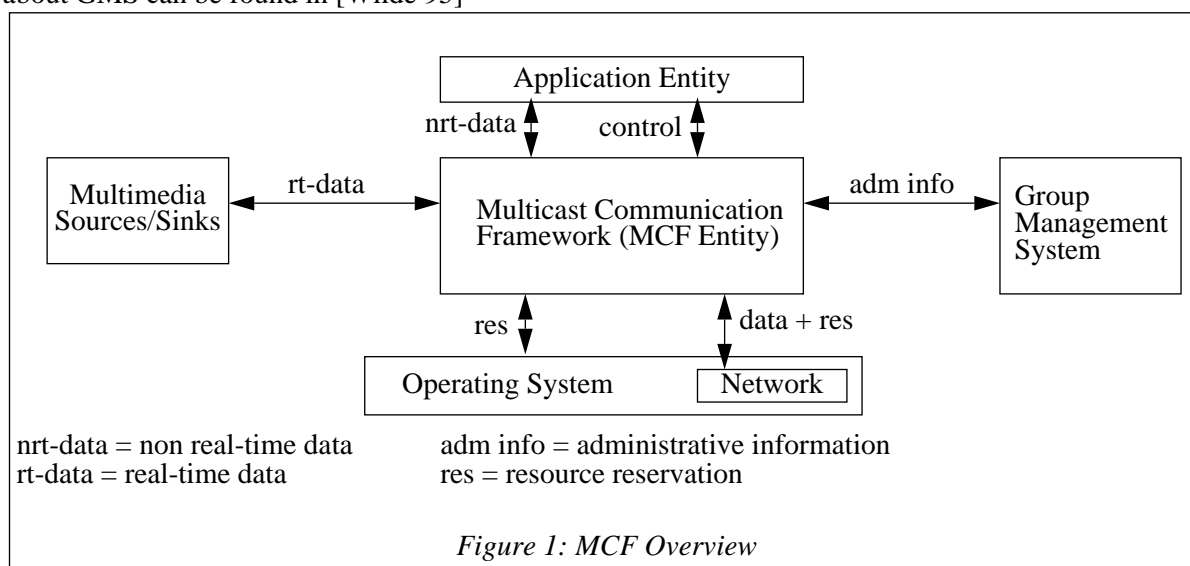 about GMS can be found in [Wilde 95]
Application Entity
nrt-data
control
Multimedia
Sources/Sinks
rt-data
Multicast Communication
Framework (MCF Entity)
adm info
Group
Management
System
res
data + res
Operating System
Network
nrt-data = non real-time data
adm info = administrative information
rt-data = real-time data
res = resource reservation
Figure 1: MCF Overview